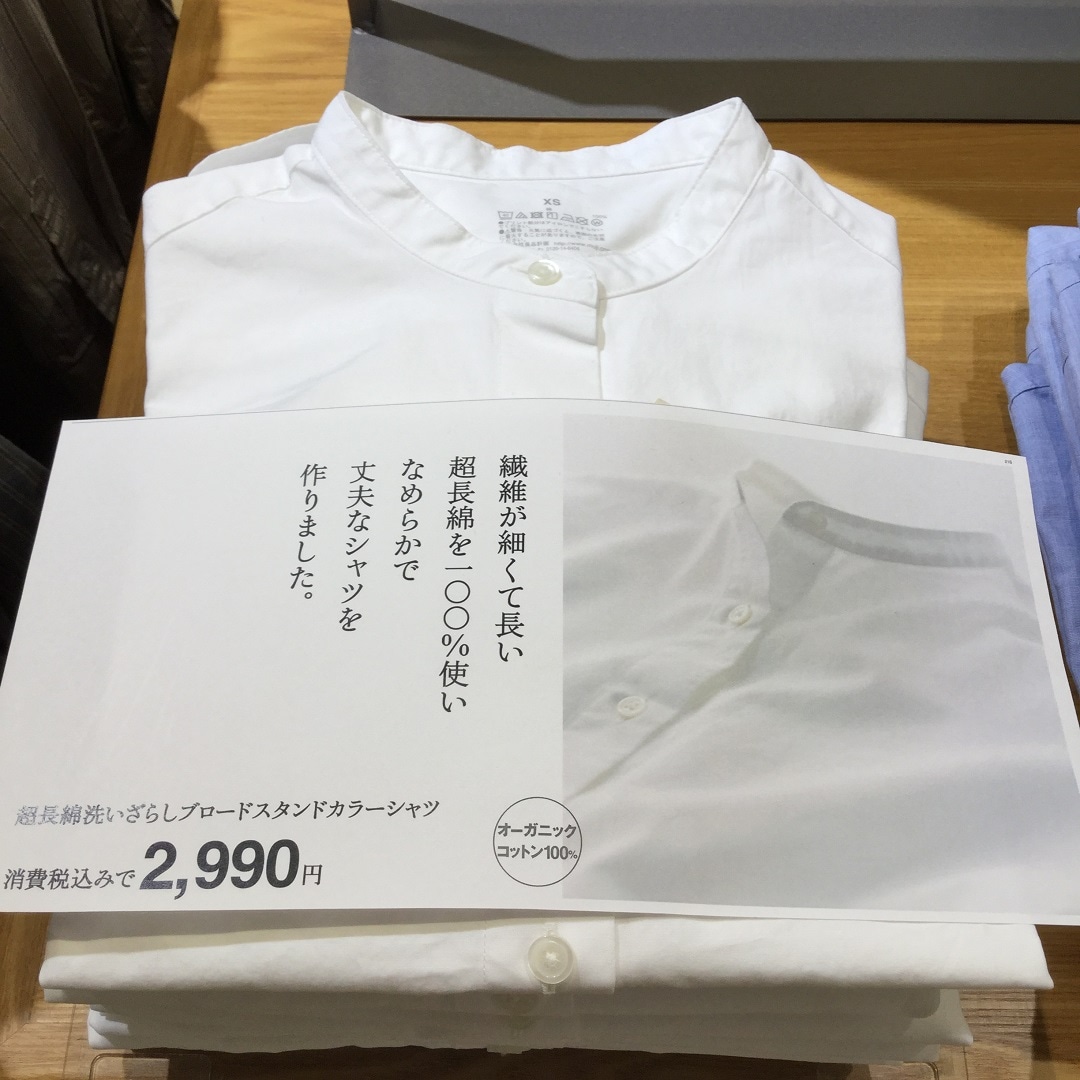 XS
繊維が細くて長い
超長綿を一〇〇%使い
なめらかで
丈夫なシャツを
作りました。
超長綿洗いざらしブロードスタンドカラーシャツ
消費税込みで2,990円
オーガニック
コットン100%